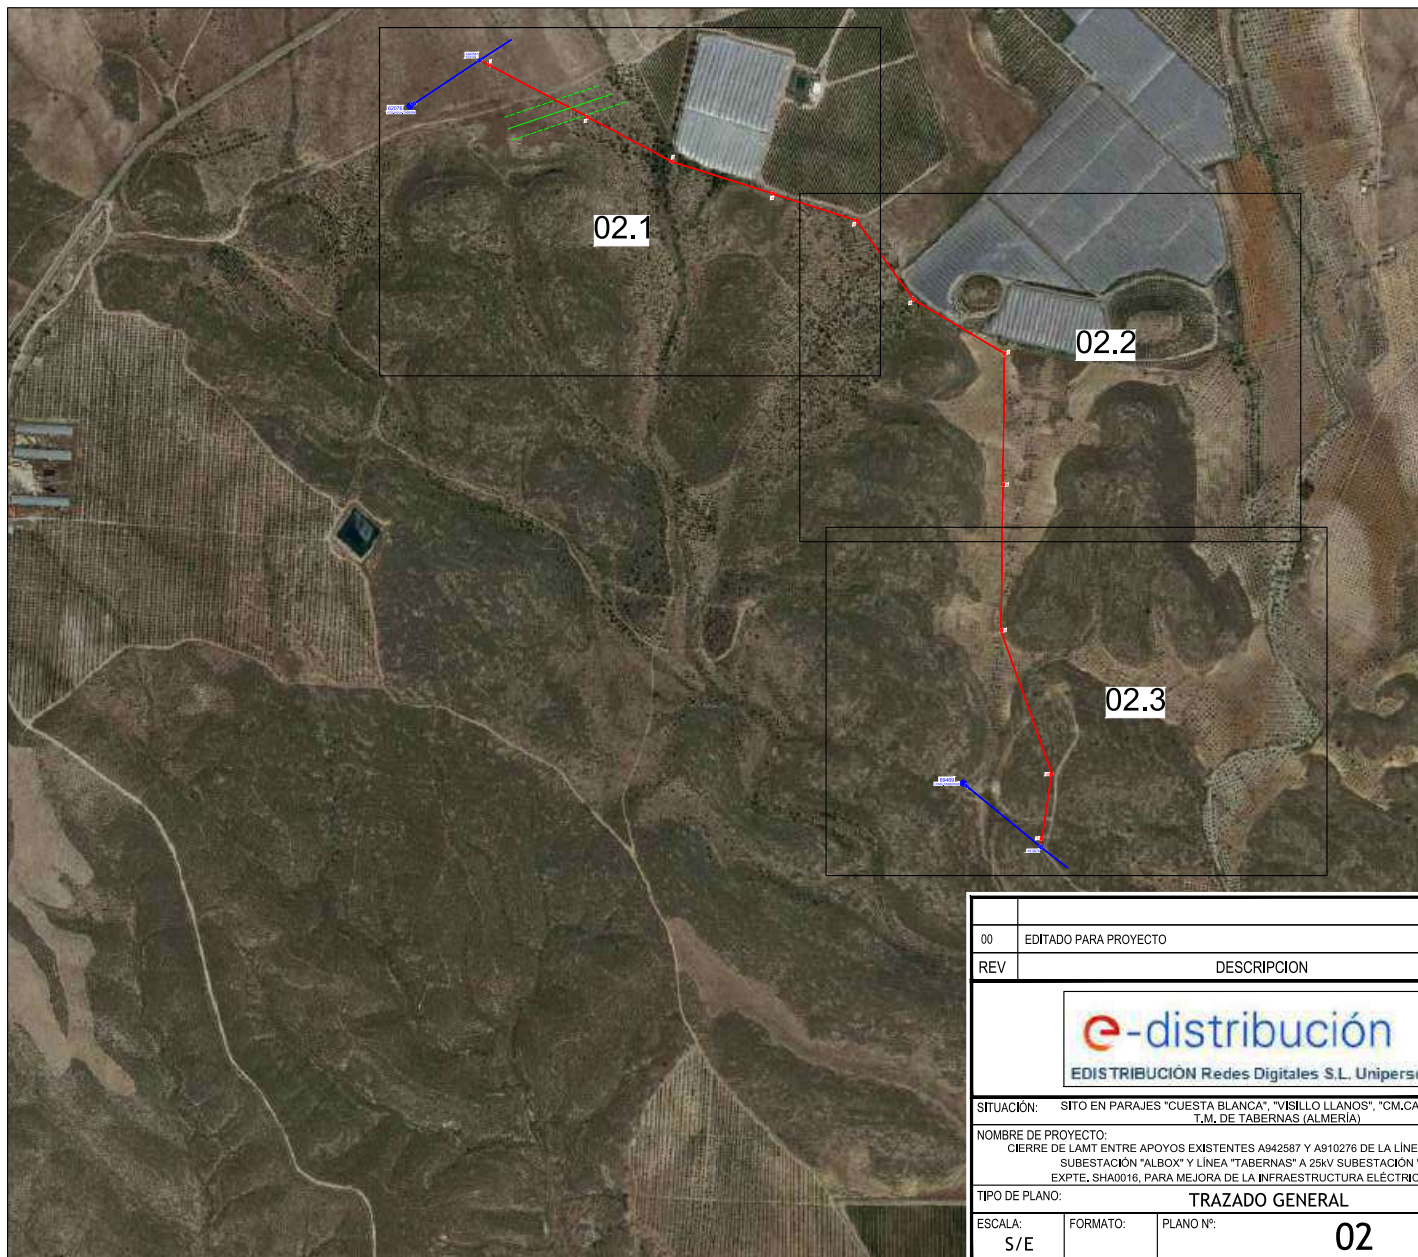 02.1
02.2
02.3
00 EDITADO PARA PROYECTO
REV DESCRIPCION
e-distribución
EDISTRIBUCIÓN Redes Digitales S.L.
SITUACIÓN: SITO EN PARAJES "CUESTA BLANCA", "VISILLO LLANOS", "CM.CA
T.M. DE TABERNAS (ALMERÍA)
NOMBRE DE PROYECTO:
CIERRE DE LAMT ENTRE APOYOS EXISTENTES A942587 Y A910276 DE LA LÍNE
SUBESTACIÓN "ALBOX" Y LÍNEA "TABERNAS" A 25kV SUBESTACIÓN "
EXPTE. SHA0016, PARA MEJORA DE LA INFRAESTRUCTURA ELÉCTRIC
TIPO DE PLANO: TRAZADO GENERAL
ESCALA: FORMATO: PLANO Nº:
S/E 02